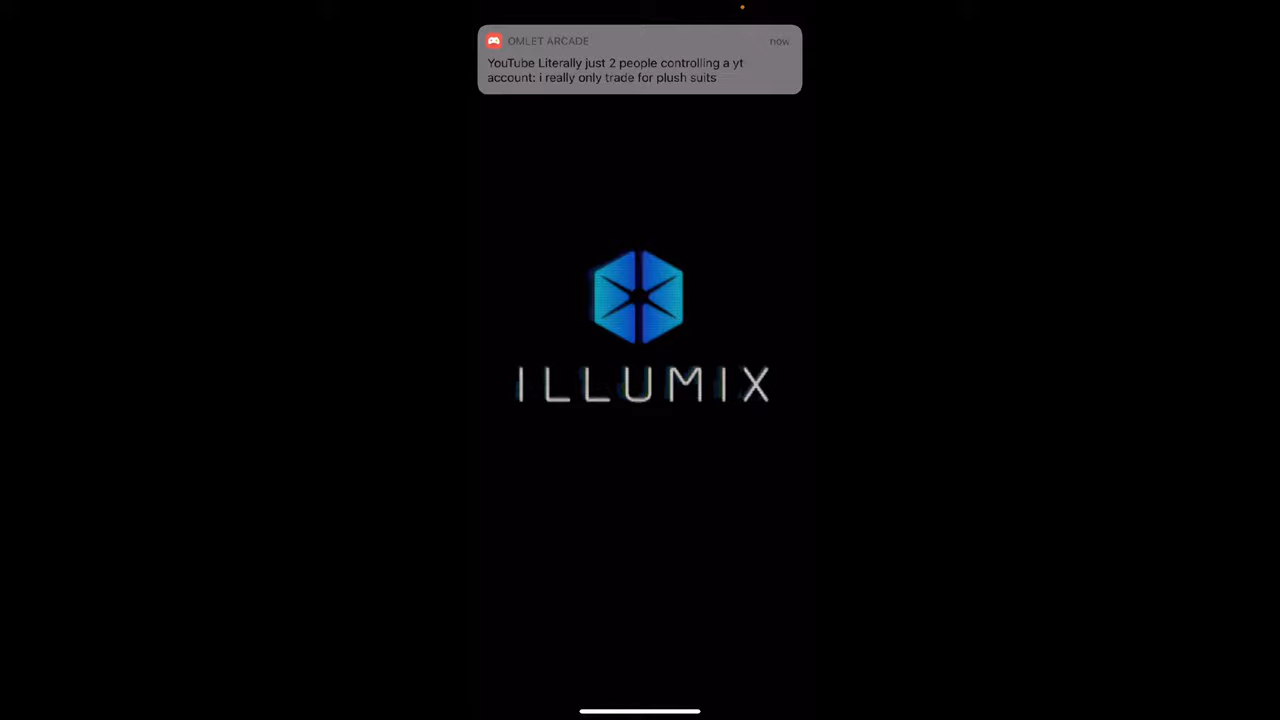 OMLET ARCADE
now
YouTube Literally just 2 people controlling a yt
account: i really only trade for plush suits
ILLUMIX